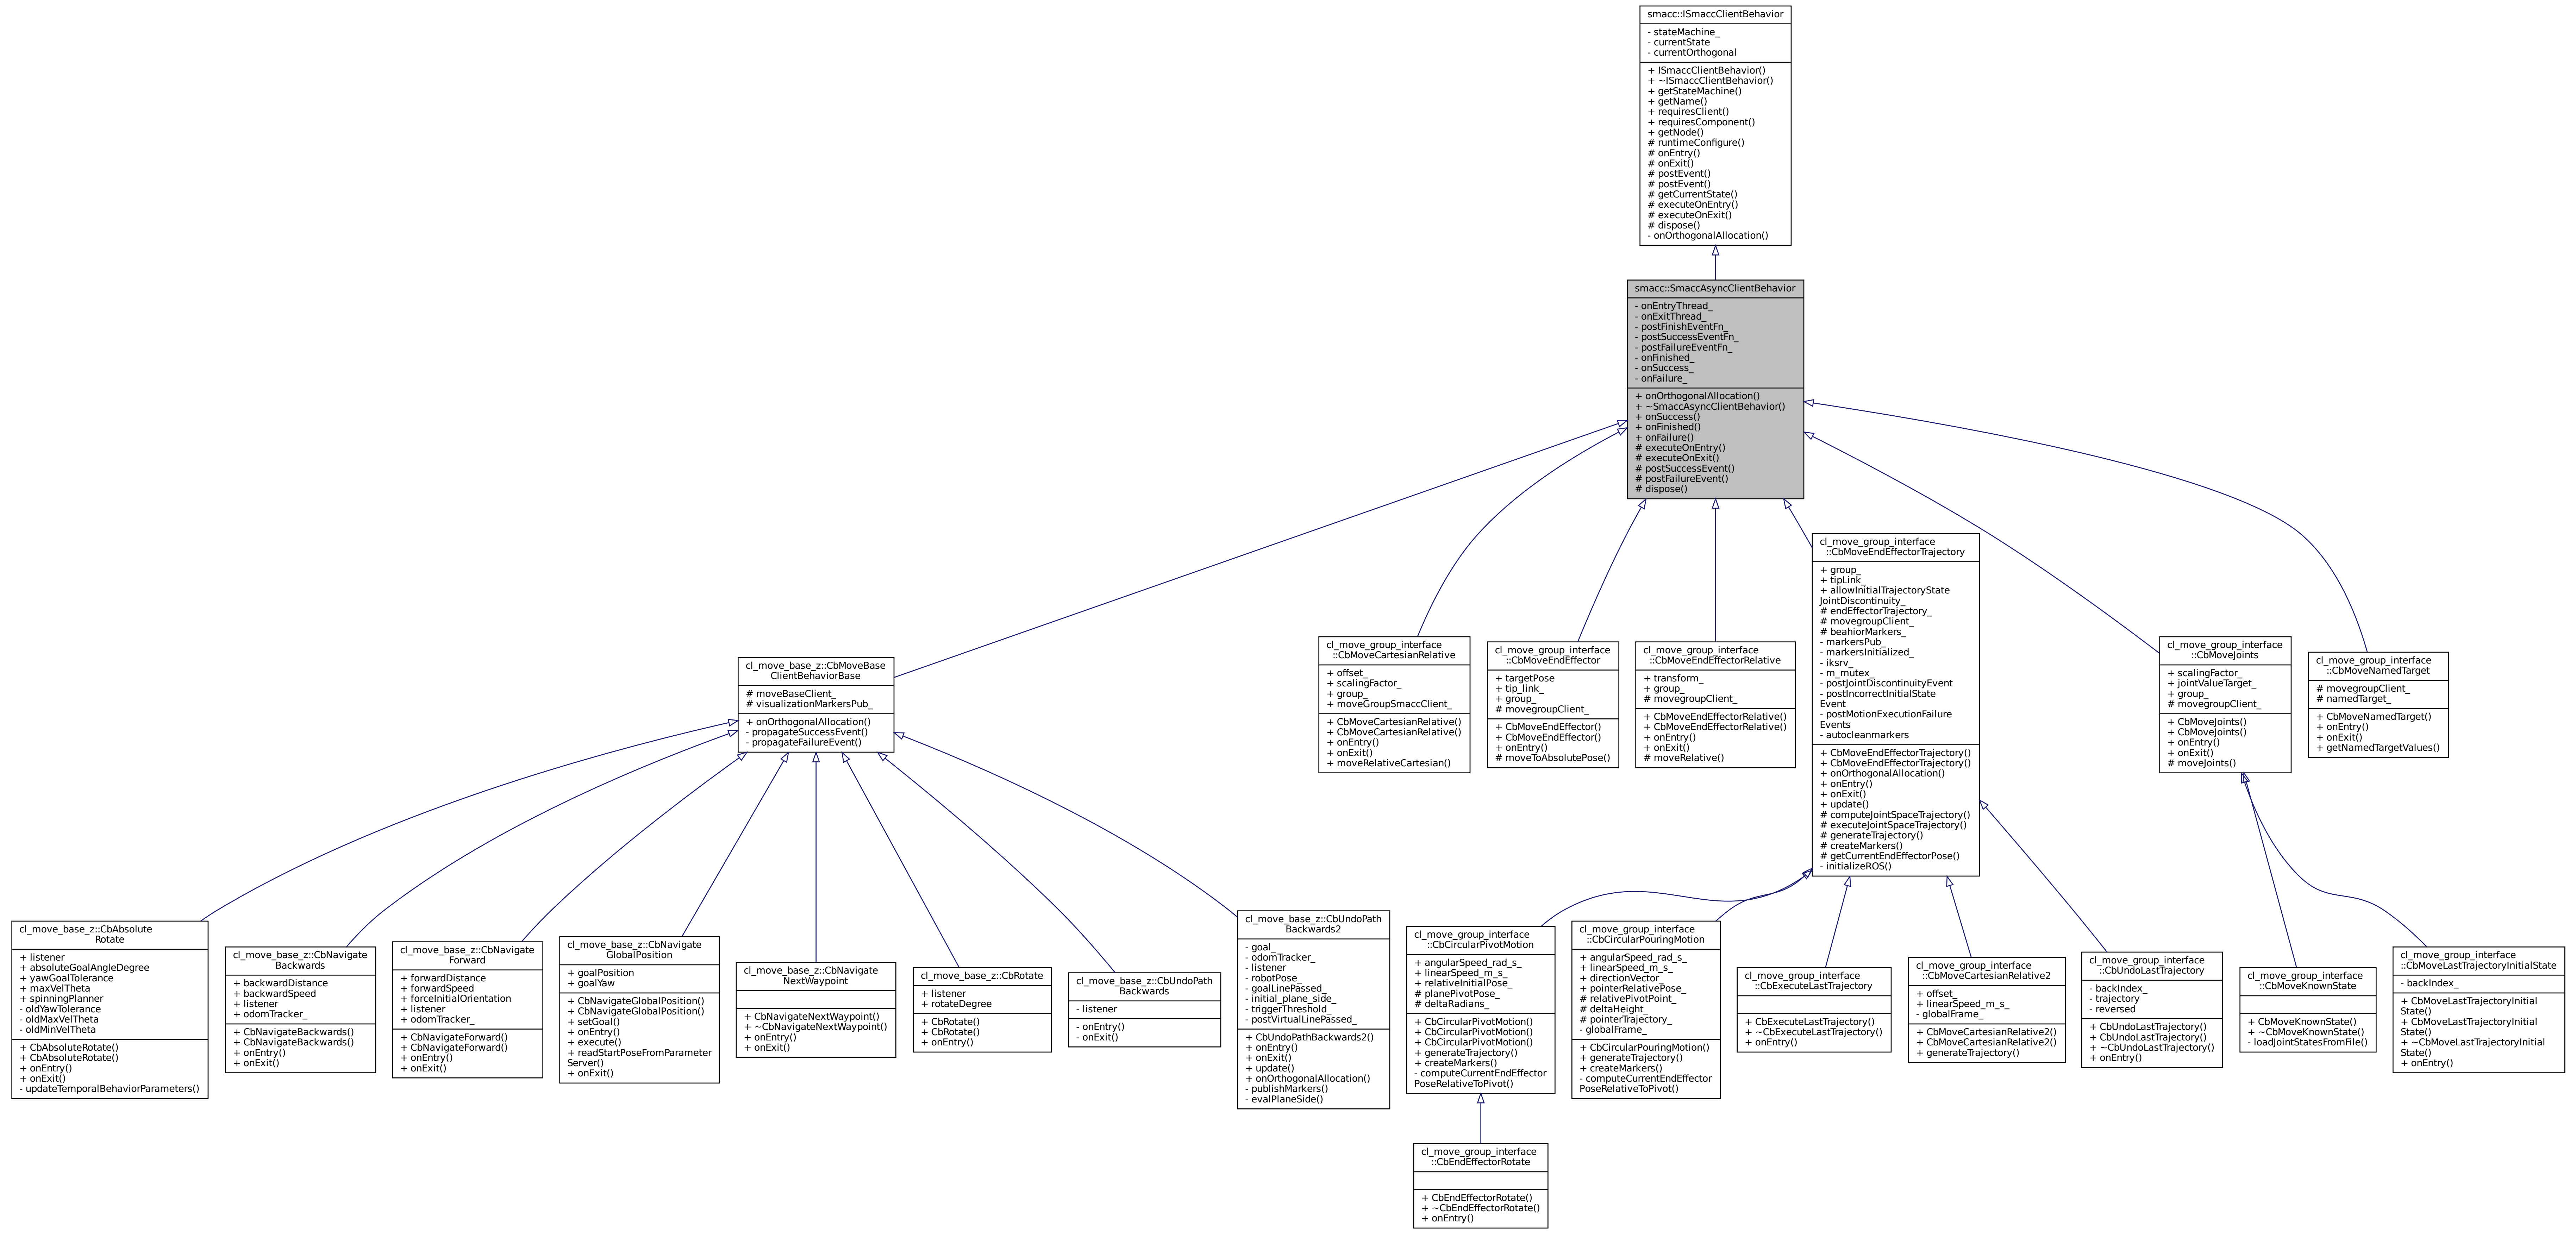 smacc::ISmaccClientBehavior
- stateMachine_
- currentState
- currentOrthogonal
+ ISmaccClientBehavior()
+ ~ISmaccClientBehavior()
+ getStateMachine()
+ getName()
+ requiresClient()
+ requiresComponent()
+ getNode()
# runtimeConfigure()
# onEntry()
# onExit()
# postEvent()
# postEvent()
# getCurrentState()
# executeOnEntry()
# executeOnExit()
# dispose()
- onOrthogonalAllocation()
smacc::SmaccAsyncClientBehavior
- onEntryThread_
- onExitThread_
- postFinishEventFn_
- postSuccessEventFn_
- postFailureEventFn_
- onFinished_
- onSuccess_
- onFailure_
+ onOrthogonalAllocation()
+ ~SmaccAsyncClientBehavior()
+ onSuccess()
+ onFinished()
+ onFailure()
# executeOnEntry()
# executeOnExit()
# postSuccessEvent()
# postFailureEvent()
# dispose()
cl_move_base_z::CbMoveBase
ClientBehaviorBase
# moveBaseClient_
# visualizationMarkersPub_
+ onOrthogonalAllocation()
- propagateSuccessEvent()
- propagateFailureEvent()
cl_move_group_interface
::CbMoveCartesianRelative
+ offset_
+ scalingFactor_
+ group_
+ moveGroupSmaccClient_
+ CbMoveCartesianRelative()
+ CbMoveCartesianRelative()
+ onEntry()
+ onExit()
+ moveRelativeCartesian()
cl_move_group_interface
::CbMoveEndEffector
+ targetPose
+ tip_link_
+ group_
# movegroupClient_
+ CbMoveEndEffector()
+ CbMoveEndEffector()
+ onEntry()
# moveToAbsolutePose()
cl_move_group_interface
::CbMoveEndEffectorRelative
+ transform_
+ group_
# movegroupClient_
+ CbMoveEndEffectorRelative()
+ CbMoveEndEffectorRelative()
+ onEntry()
+ onExit()
# moveRelative()
cl_move_group_interface
::CbMoveEndEffectorTrajectory
+ group_
+ tipLink_
+ allowInitialTrajectoryState
JointDiscontinuity_
# endEffectorTrajectory_
# movegroupClient_
# beahiorMarkers_
- markersPub_
- markersInitialized_
- iksrv_
- m_mutex_
- postJointDiscontinuityEvent
- postIncorrectInitialState
Event
- postMotionExecutionFailure
Events
- autocleanmarkers
+ CbMoveEndEffectorTrajectory()
+ CbMoveEndEffectorTrajectory()
+ onOrthogonalAllocation()
+ onEntry()
+ onExit()
+ update()
# computeJointSpaceTrajectory()
# executeJointSpaceTrajectory()
# generateTrajectory()
# createMarkers()
# getCurrentEndEffectorPose()
- initializeROS()
cl_move_group_interface
::CbMoveJoints
+ scalingFactor_
+ jointValueTarget_
+ group_
# movegroupClient_
+ CbMoveJoints()
+ CbMoveJoints()
+ onEntry()
+ onExit()
# moveJoints()
cl_move_group_interface
::CbMoveNamedTarget
# movegroupClient_
# namedTarget_
+ CbMoveNamedTarget()
+ onEntry()
+ onExit()
+ getNamedTargetValues()
cl_move_base_z::CbAbsolute
Rotate
+ listener
+ absoluteGoalAngleDegree
+ yawGoalTolerance
+ maxVelTheta
+ spinningPlanner
- oldYawTolerance
- oldMaxVelTheta
- oldMinVelTheta
+ CbAbsoluteRotate()
+ CbAbsoluteRotate()
+ onEntry()
+ onExit()
- updateTemporalBehaviorParameters()
cl_move_base_z::CbNavigate
Backwards
+ backwardDistance
+ backwardSpeed
+ listener
+ odomTracker_
+ CbNavigateBackwards()
+ CbNavigateBackwards()
+ onEntry()
+ onExit()
cl_move_base_z::CbNavigate
Forward
+ forwardDistance
+ forwardSpeed
+ forceInitialOrientation
+ listener
+ odomTracker_
+ CbNavigateForward()
+ CbNavigateForward()
+ onEntry()
+ onExit()
cl_move_base_z::CbNavigate
GlobalPosition
+ goalPosition
+ goalYaw
+ CbNavigateGlobalPosition()
+ CbNavigateGlobalPosition()
+ setGoal()
+ onEntry()
+ execute()
+ readStartPoseFromParameter
Server()
+ onExit()
cl_move_base_z::CbNavigate
NextWaypoint
+ CbNavigateNextWaypoint()
+ ~CbNavigateNextWaypoint()
+ onEntry()
+ onExit()
cl_move_base_z::CbRotate
+ listener
+ rotateDegree
+ CbRotate()
+ CbRotate()
+ onEntry()
cl_move_base_z::CbUndoPath
Backwards
- listener
- onEntry()
- onExit()
cl_move_base_z::CbUndoPath
Backwards2
- goal_
- odomTracker_
- listener
- robotPose_
- goalLinePassed_
- initial_plane_side_
- triggerThreshold_
- postVirtualLinePassed_
+ CbUndoPathBackwards2()
+ onEntry()
+ onExit()
+ update()
+ onOrthogonalAllocation()
- publishMarkers()
- evalPlaneSide()
cl_move_group_interface
::CbCircularPivotMotion
+ angularSpeed_rad_s_
+ linearSpeed_m_s_
+ relativeInitialPose_
# planePivotPose_
# deltaRadians_
+ CbCircularPivotMotion()
+ CbCircularPivotMotion()
+ CbCircularPivotMotion()
+ generateTrajectory()
+ createMarkers()
- computeCurrentEndEffector
PoseRelativeToPivot()
cl_move_group_interface
::CbCircularPouringMotion
+ angularSpeed_rad_s_
+ linearSpeed_m_s_
+ directionVector_
+ pointerRelativePose_
# relativePivotPoint_
# deltaHeight_
# pointerTrajectory_
- globalFrame_
+ CbCircularPouringMotion()
+ generateTrajectory()
+ createMarkers()
- computeCurrentEndEffector
PoseRelativeToPivot()
cl_move_group_interface
::CbExecuteLastTrajectory
+ CbExecuteLastTrajectory()
+ ~CbExecuteLastTrajectory()
+ onEntry()
cl_move_group_interface
::CbMoveCartesianRelative2
+ offset_
+ linearSpeed_m_s_
- globalFrame_
+ CbMoveCartesianRelative2()
+ CbMoveCartesianRelative2()
+ generateTrajectory()
cl_move_group_interface
::CbUndoLastTrajectory
- backIndex_
- trajectory
- reversed
+ CbUndoLastTrajectory()
+ CbUndoLastTrajectory()
+ ~CbUndoLastTrajectory()
+ onEntry()
cl_move_group_interface
::CbMoveKnownState
+ CbMoveKnownState()
+ ~CbMoveKnownState()
- loadJointStatesFromFile()
cl_move_group_interface
::CbMoveLastTrajectoryInitialState
- backIndex_
+ CbMoveLastTrajectoryInitial
State()
+ CbMoveLastTrajectoryInitial
State()
+ ~CbMoveLastTrajectoryInitial
State()
+ onEntry()
cl_move_group_interface
::CbEndEffectorRotate
+ CbEndEffectorRotate()
+ ~CbEndEffectorRotate()
+ onEntry()